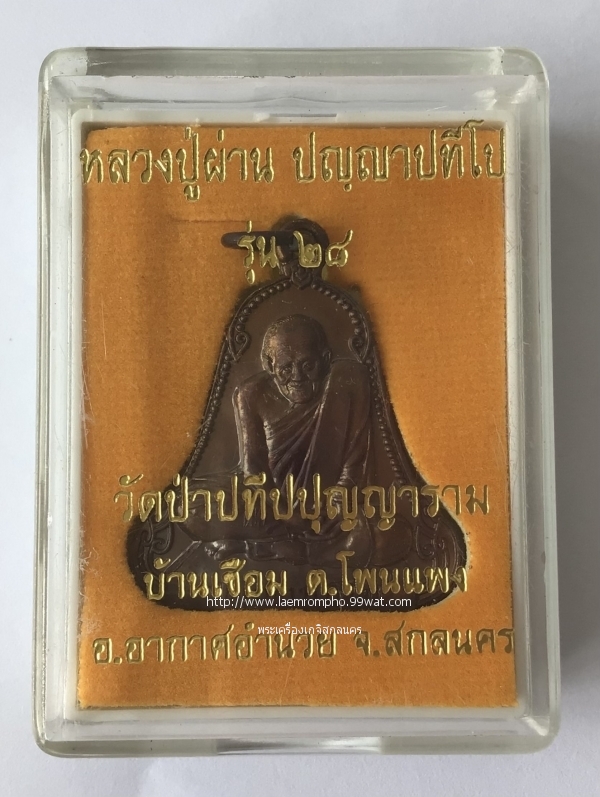 หลวงปู่ผ่าน ปญฺญาปทีโป
รุ่น ๒๘
วัดป่าปทีปปุญญาราม
บ้านเซือม ต.โพนแพง
http://www.laemrompho.99wat.com
พระเครื่องเกจิสกลนคร
อ.อากาศอำนวย จ.สกลนคร